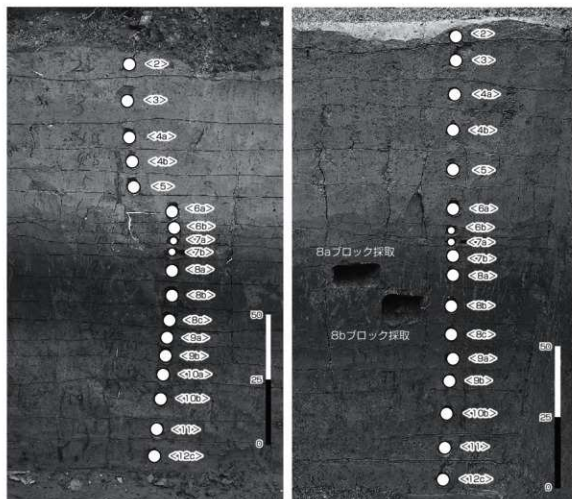 <2>
<3>
<4a>
<4b>
<5>
<6a>
<6b>
<7a>
<7b>
<8a>
<8b>
<8c>
<9a>
<9b>
<10a>
<10b>
<11>
<12c>
50
25
0
<2>
<3>
<4a>
<4b>
<5>
<6a>
<6b>
<7a>
<7b>
<8a>
<8b>
<8c>
<9a>
<9b>
<10b>
<11>
<12c>
8aブロック採取
8bブロック採取
50
25
0